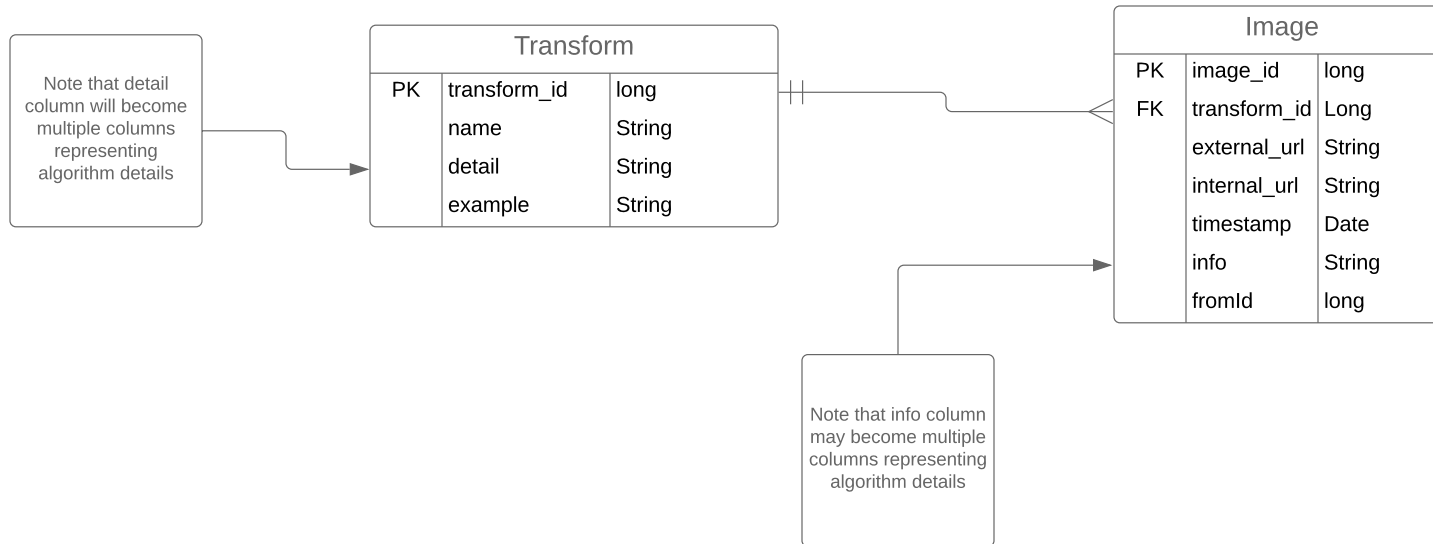 Note that detail
column will become
multiple columns
representing
algorithm details
Transform
PK transform_id long
name String
detail String
example String
Image
PK image_id long
FK transform_id Long
external_url String
internal_url String
timestamp Date
info String
fromId long
Note that info column
may become multiple
columns representing
algorithm details